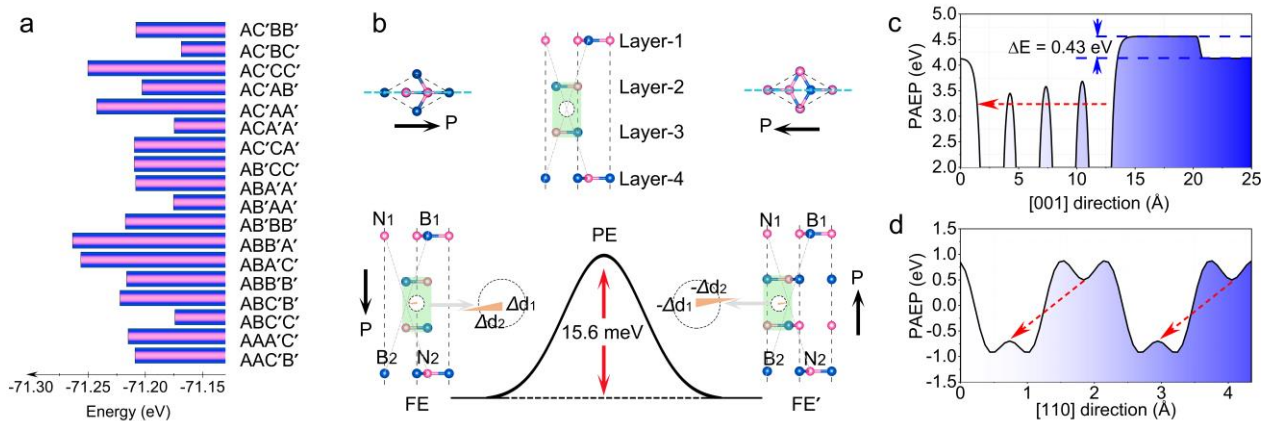 a
AC′BB′
AC′BC′
AC′CC′
AC′AB′
AC′AA′
ACA′A′
AC′CA′
AB′CC′
ABA′A′
AB′AA′
AB′BB′
ABB′A′
ABA′C′
ABB′B′
ABC′B′
ABC′C′
AAA′C′
AAC′B′
-71.30 -71.25 -71.20 -71.15
Energy (eV)
b
Layer-1
Layer-2
Layer-3
Layer-4
P
P
N1 B1
P
Δd1
Δd2
B2 N2
FE
PE
15.6 meV
N1 B1
-Δd2
-Δd1
P
B2 N2
FE′
c
PAEP (eV)
5.0
4.5
4.0
3.5
3.0
2.5
2.0
ΔE = 0.43 eV
0 5 10 15 20 25
[001] direction (Å)
d
PAEP (eV)
1.5
1.0
0.5
0.0
-0.5
-1.0
-1.5
0 1 2 3 4
[110] direction (Å)